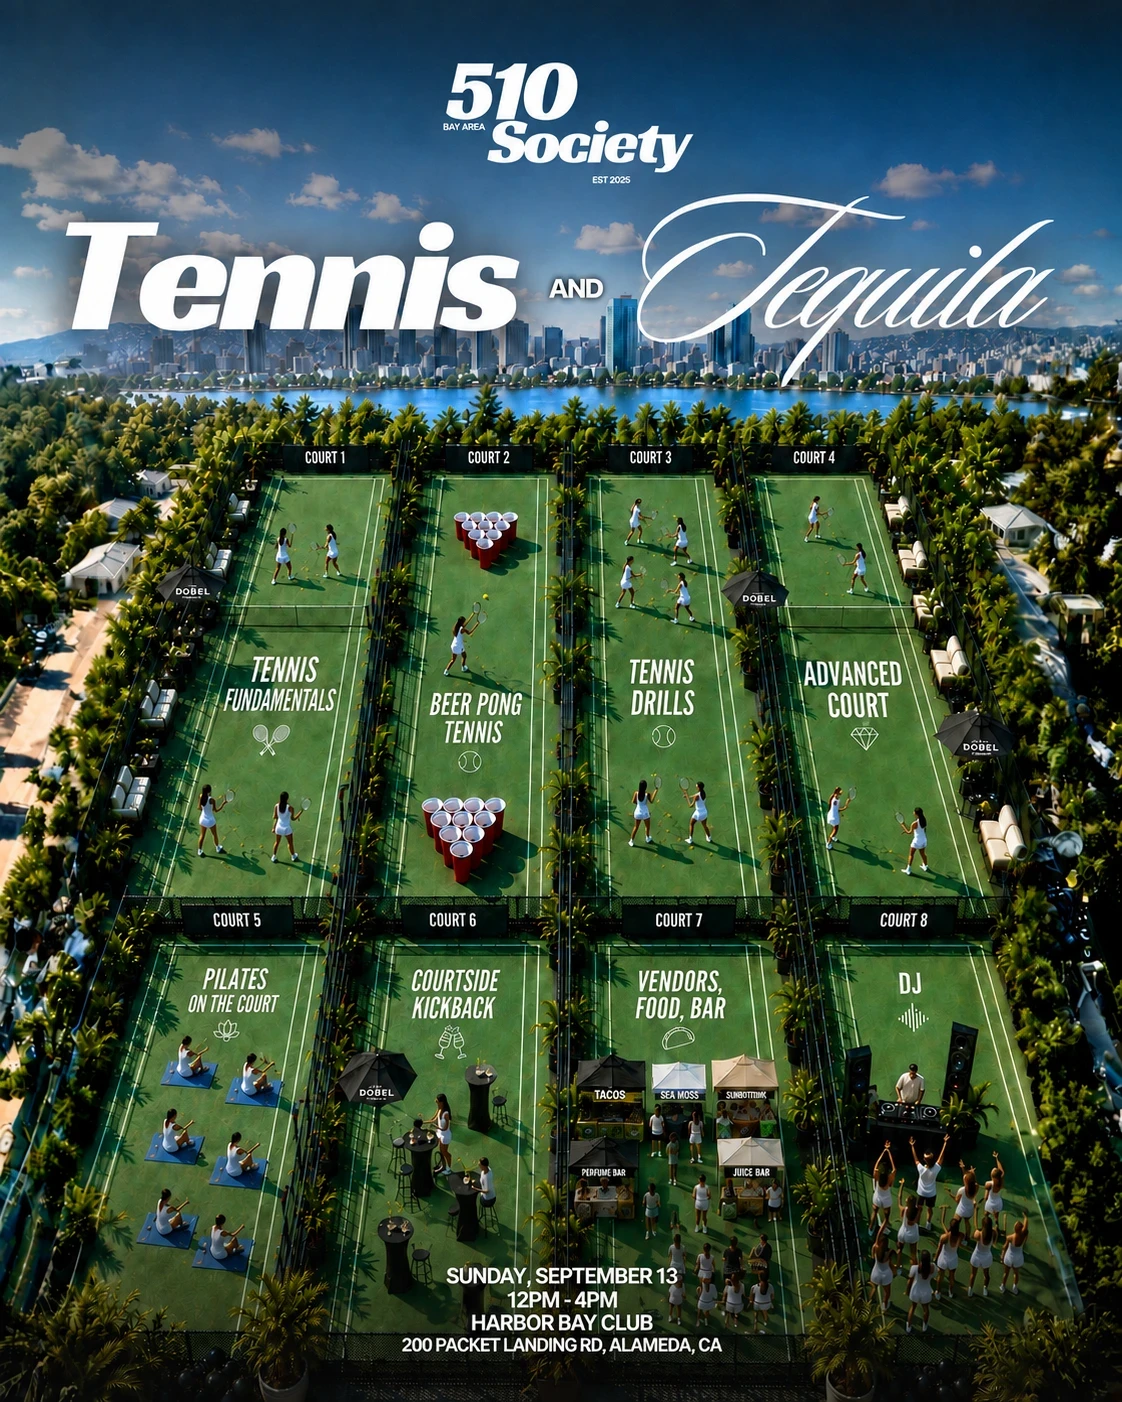 510
BAY AREA
Society
EST 2025
Tennis AND Tequila
COURT 1
COURT 2
COURT 3
COURT 4
DOBEL
DOBEL
TENNIS
FUNDAMENTALS
BEER PONG
TENNIS
TENNIS
DRILLS
ADVANCED
COURT
DOBEL
COURT 5
COURT 6
COURT 7
COURT 8
PILATES
ON THE COURT
COURTSIDE
KICKBACK
VENDORS,
FOOD, BAR
DJ
DOBEL
TACOS
SEA MOSS
PERFUME BAR
JUICE BAR
SUNDAY, SEPTEMBER 13
12PM - 4PM
HARBOR BAY CLUB
200 PACKET LANDING RD, ALAMEDA, CA